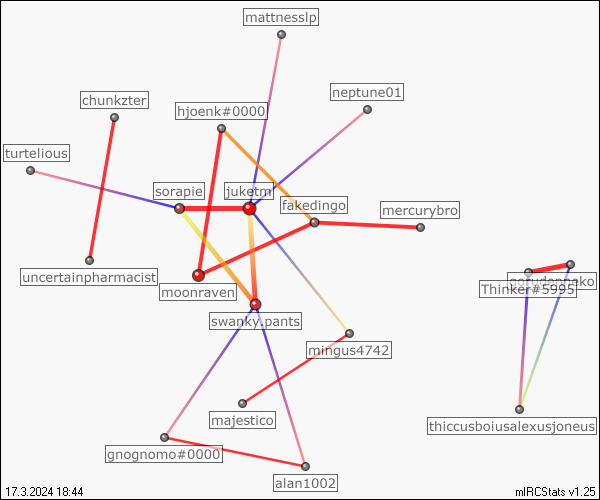 mattnesslp
neptune01
chunkzter
hjoenk#0000
turtelious
sorapie
juketm
fakedingo
mercurybro
uncertainpharmacist
gorudenneko
Thinker#5995
moonraven
swanky.pants
mingus4742
majestico
thiccusboiusalexusjoneus
gnognomo#0000
alan1002
17.3.2024 18:44
mIRCStats v1.25